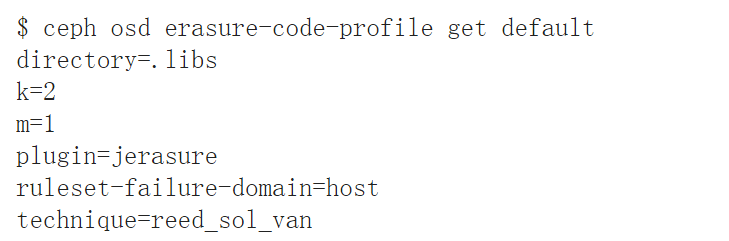 $ ceph osd erasure-code-profile get default
directory=.libs
k=2
m=1
plugin=jerasure
ruleset-failure-domain=host
technique=reed_sol_van